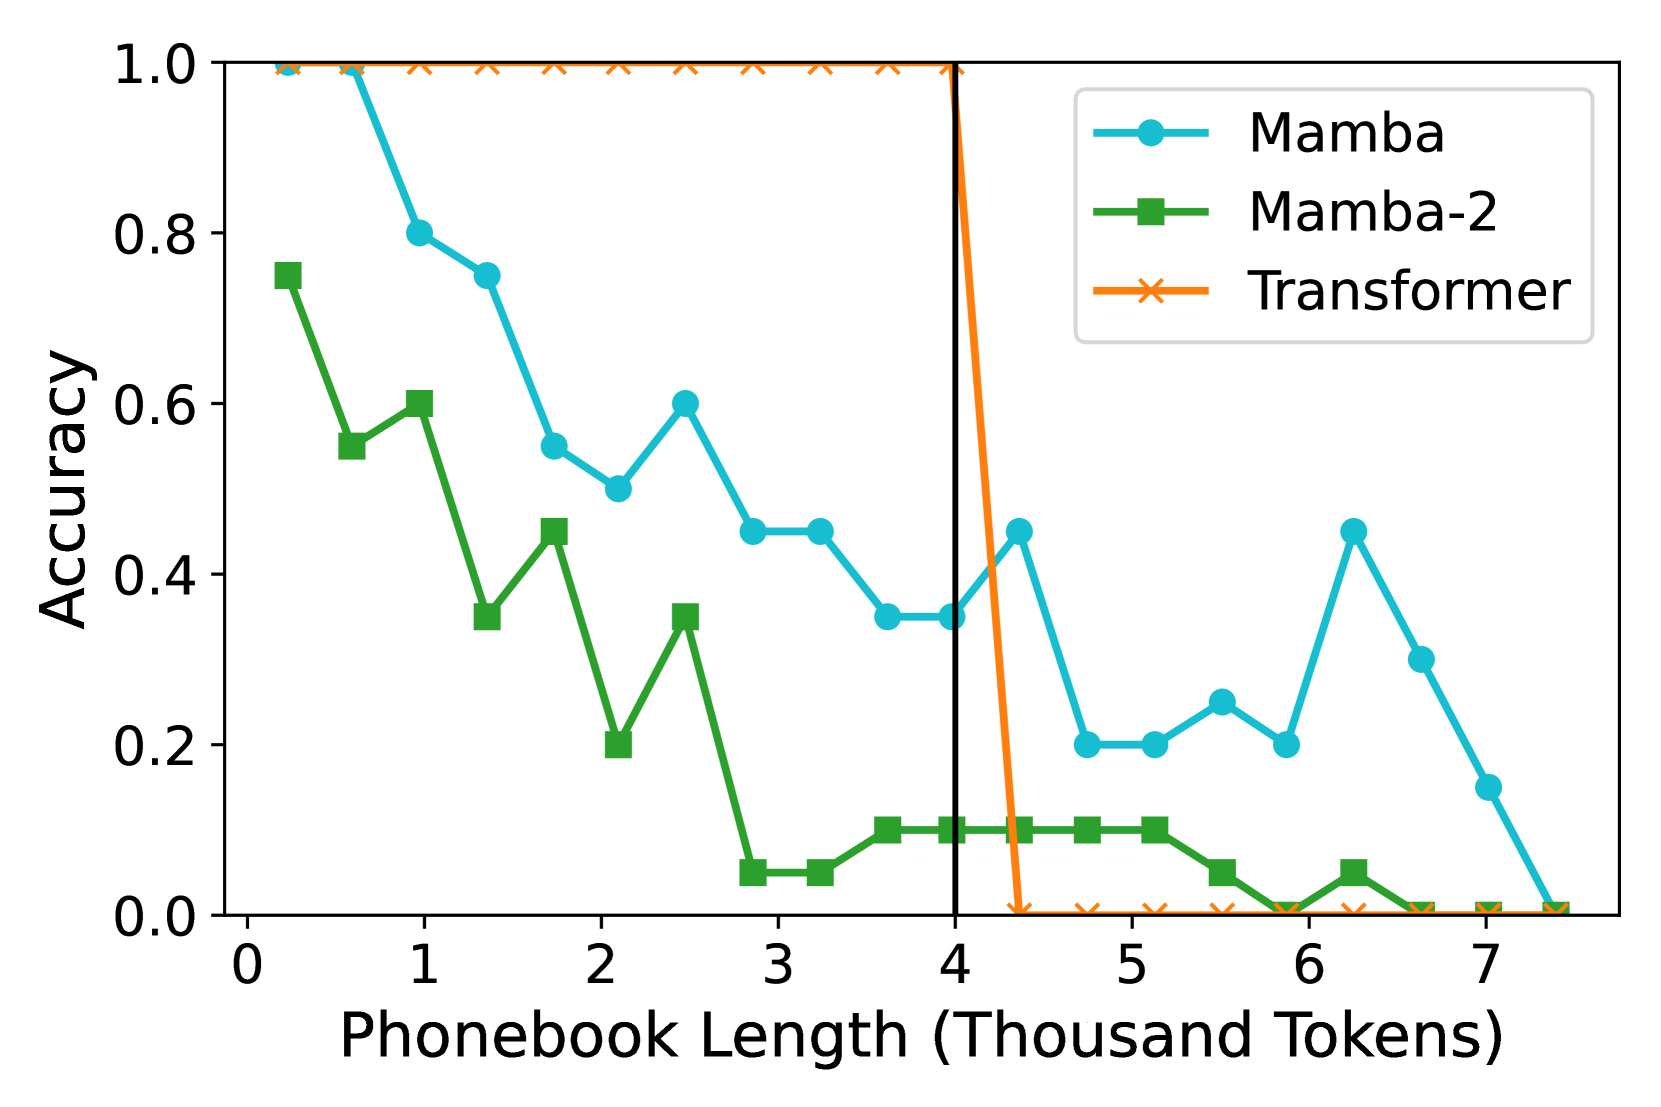 1.0
0.8
0.6
0.4
0.2
0.0
Accuracy
Mamba
Mamba-2
Transformer
0 1 2 3 4 5 6 7
Phonebook Length (Thousand Tokens)